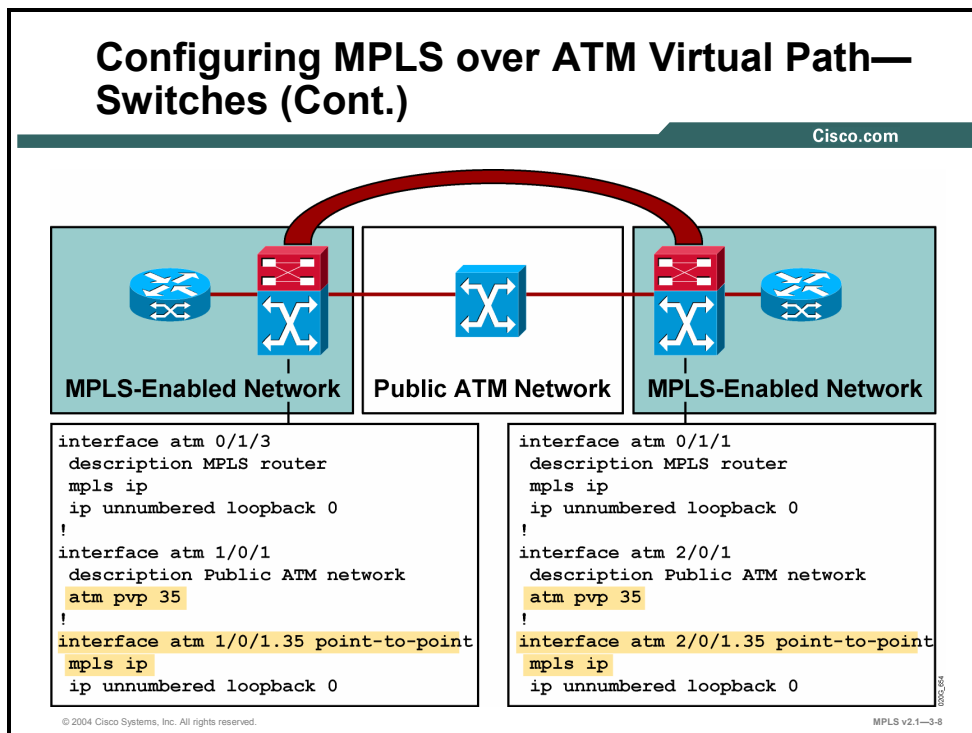 Configuring MPLS over ATM Virtual Path—
Switches (Cont.)
Cisco.com
MPLS-Enabled Network
Public ATM Network
MPLS-Enabled Network
interface atm 0/1/3
description MPLS router
mpls ip
ip unnumbered loopback 0
!
interface atm 1/0/1
description Public ATM network
atm pvp 35
!
interface atm 1/0/1.35 point-to-point
mpls ip
ip unnumbered loopback 0
interface atm 0/1/1
description MPLS router
mpls ip
ip unnumbered loopback 0
!
interface atm 2/0/1
description Public ATM network
atm pvp 35
!
interface atm 2/0/1.35 point-to-point
mpls ip
ip unnumbered loopback 0
020G_654
© 2004 Cisco Systems, Inc. All rights reserved.
MPLS v2.1—3-8